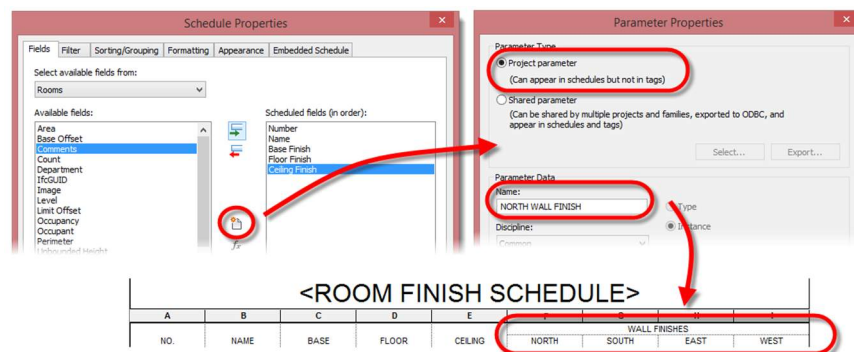 Schedule Properties
Fields Filter Sorting/Grouping Formatting Appearance Embedded Schedule
Select available fields from:
Rooms
Available fields:
Area
Base Offset
Comments
Count
Department
IfcGUID
Image
Level
Limit Offset
Occupancy
Occupant
Perimeter
Unbounded Height
fx
Scheduled fields (in order):
Number
Name
Base Finish
Floor Finish
Ceiling Finish
Parameter Properties
Parameter Type
Project parameter
(Can appear in schedules but not in tags)
Shared parameter
(Can be shared by multiple projects and families, exported to ODBC, and
appear in schedules and tags)
Select... Export...
Parameter Data
Name:
NORTH WALL FINISH
Type
Discipline:
Instance
Common
<ROOM FINISH SCHEDULE>
A B C D E F G H I
WALL FINISHES
NO. NAME BASE FLOOR CEILING NORTH SOUTH EAST WEST